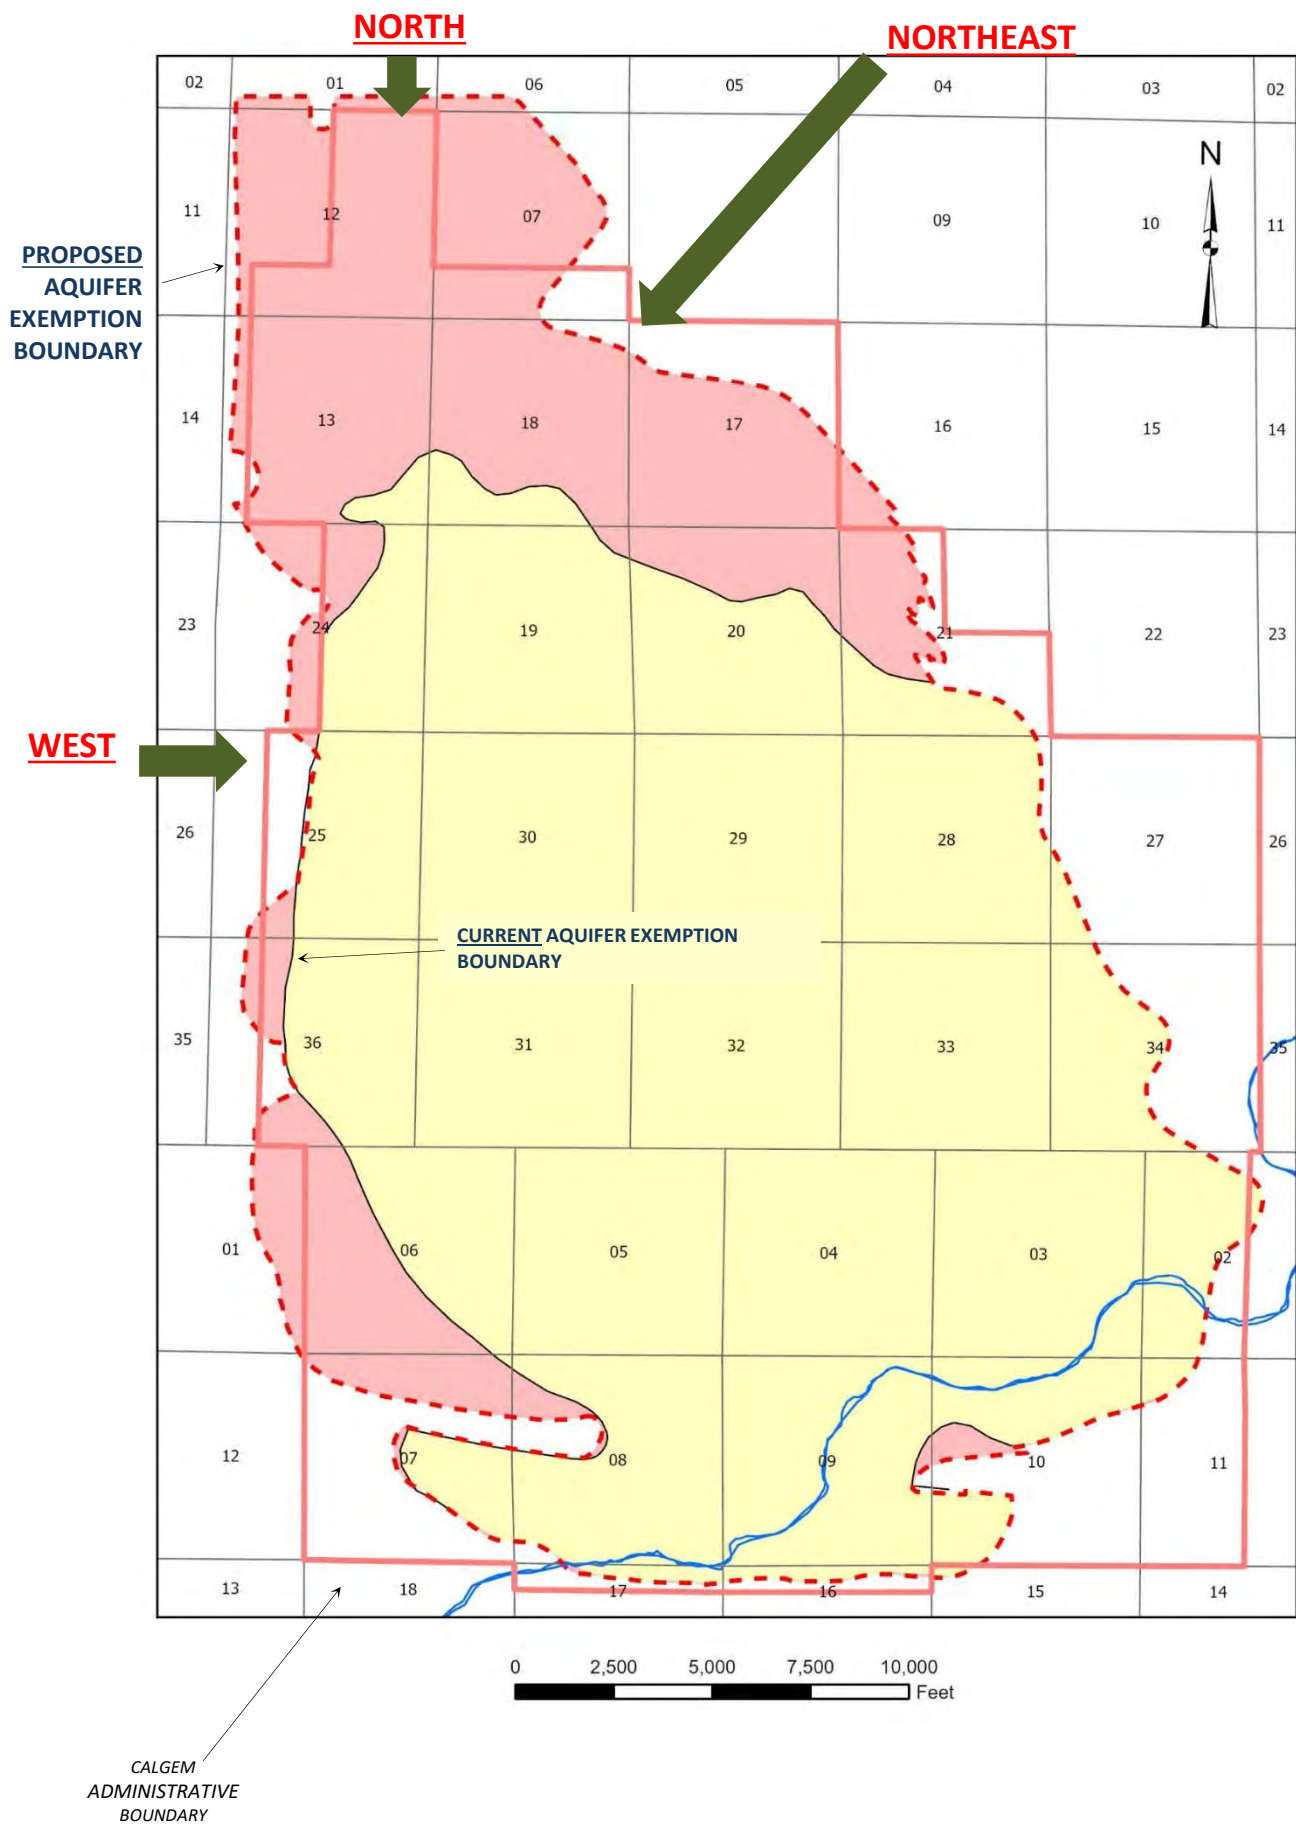 NORTH
NORTHEAST
02 01 06 05 04 03 02
N
11 12 07 09 10 11
PROPOSED
AQUIFER
EXEMPTION
BOUNDARY
14 13 18 17 16 15 14
23 24 19 20 21 22 23
WEST
26 25 30 29 28 27 26
CURRENT AQUIFER EXEMPTION
BOUNDARY
35 36 31 32 33 34 35
01 06 05 04 03 02
12 07 08 09 10 11
13 18 17 16 15 14
0 2,500 5,000 7,500 10,000
Feet
CALGEM
ADMINISTRATIVE
BOUNDARY